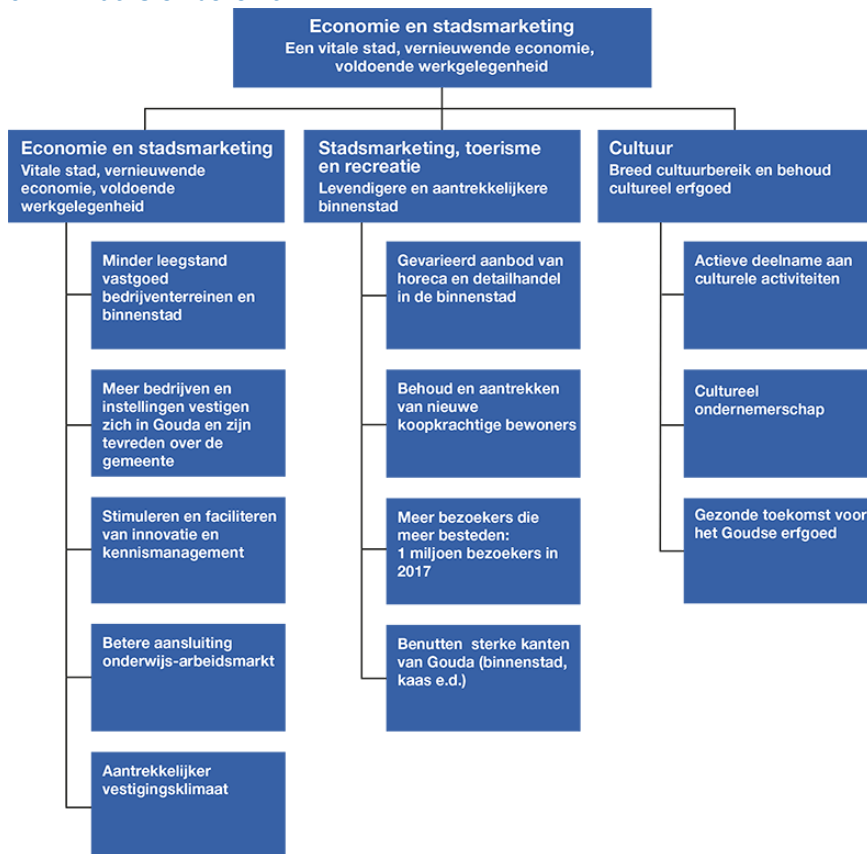 Economie en stadsmarketing
Een vitale stad, vernieuwende economie,
voldoende werkgelegenheid
Economie en stadsmarketing
Vitale stad, vernieuwende
economie, voldoende
werkgelegenheid
Minder leegstand
vastgoed
bedrijventerreinen en
binnenstad
Meer bedrijven en
instellingen vestigen
zich in Gouda en zijn
tevreden over de
gemeente
Stimuleren en faciliteren
van innovatie en
kennismanagement
Betere aansluiting
onderwijs-arbeidsmarkt
Aantrekkelijker
vestigingsklimaat
Stadsmarketing, toerisme
en recreatie
Levendigere en aantrekkelijkere
binnenstad
Gevarieerd aanbod van
horeca en detailhandel
in de binnenstad
Behoud en aantrekken
van nieuwe
koopkrachtige bewoners
Meer bezoekers die
meer besteden:
1 miljoen bezoekers in
2017
Benutten sterke kanten
van Gouda (binnenstad,
kaas e.d.)
Cultuur
Breed cultuurbereik en behoud
cultureel erfgoed
Actieve deelname aan
culturele activiteiten
Cultureel
ondernemerschap
Gezonde toekomst voor
het Goudse erfgoed